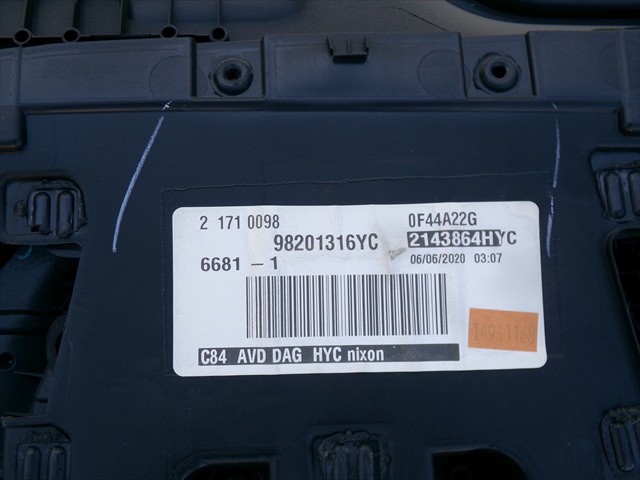 2 171 0098 0F44A22G
98201316YC 2143864HYC
6681 - 1 06/06/2020 03:07
C84 AVD DAG HYC nixon